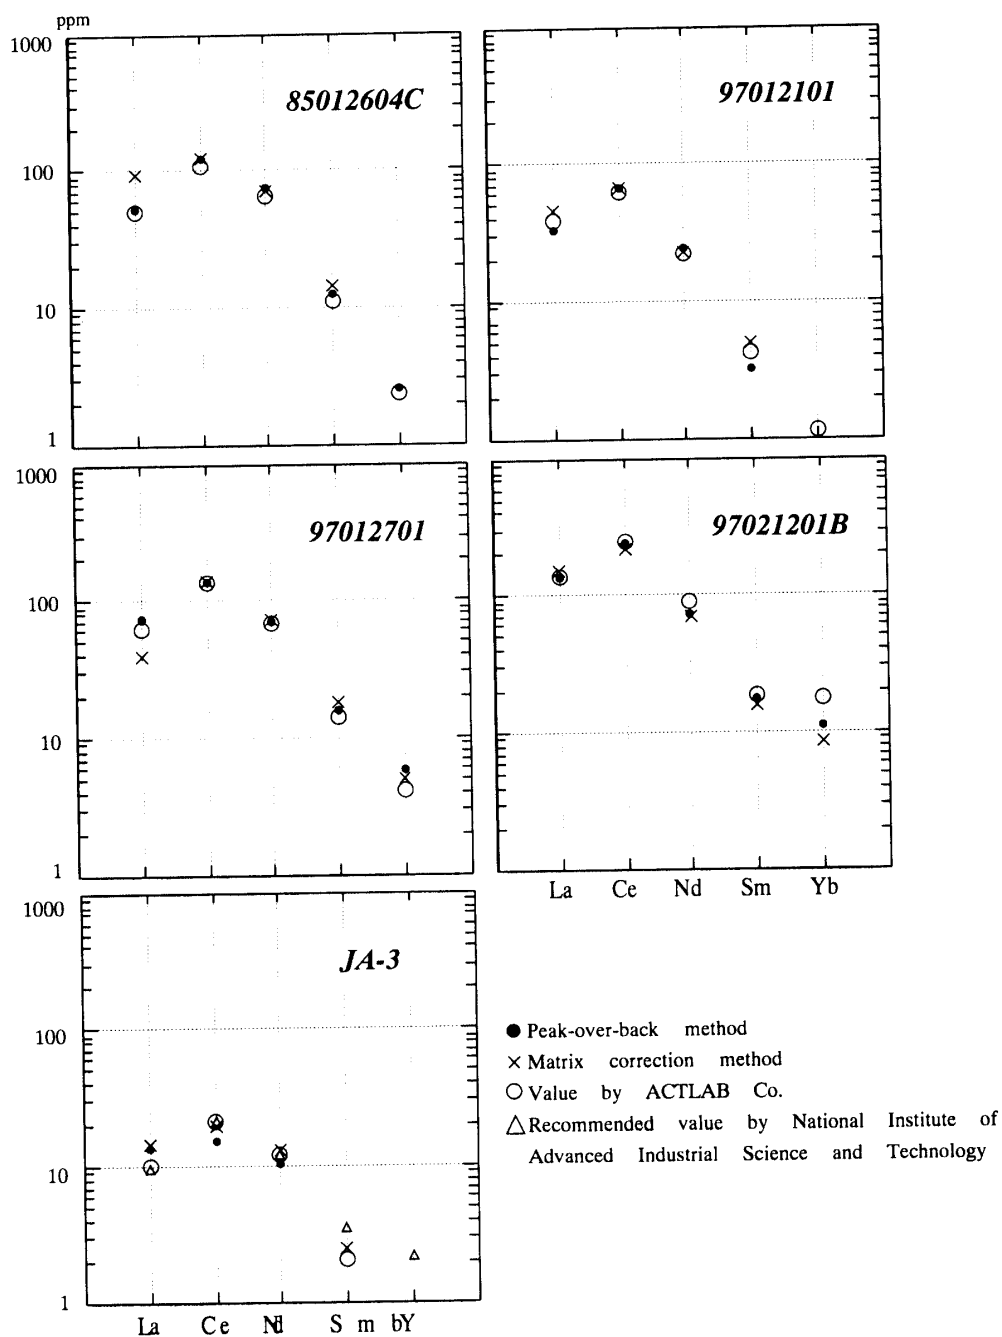 ppm
1000
100
10
1
85012604C
97012101
1000
100
10
1
97012701
97021201B
La Ce Nd Sm Yb
1000
100
10
1
JA-3
La Ce Nd S m bY
Peak-over-back method
Matrix correction method
Value by ACTLAB Co.
Recommended value by National Institute of
Advanced Industrial Science and Technology